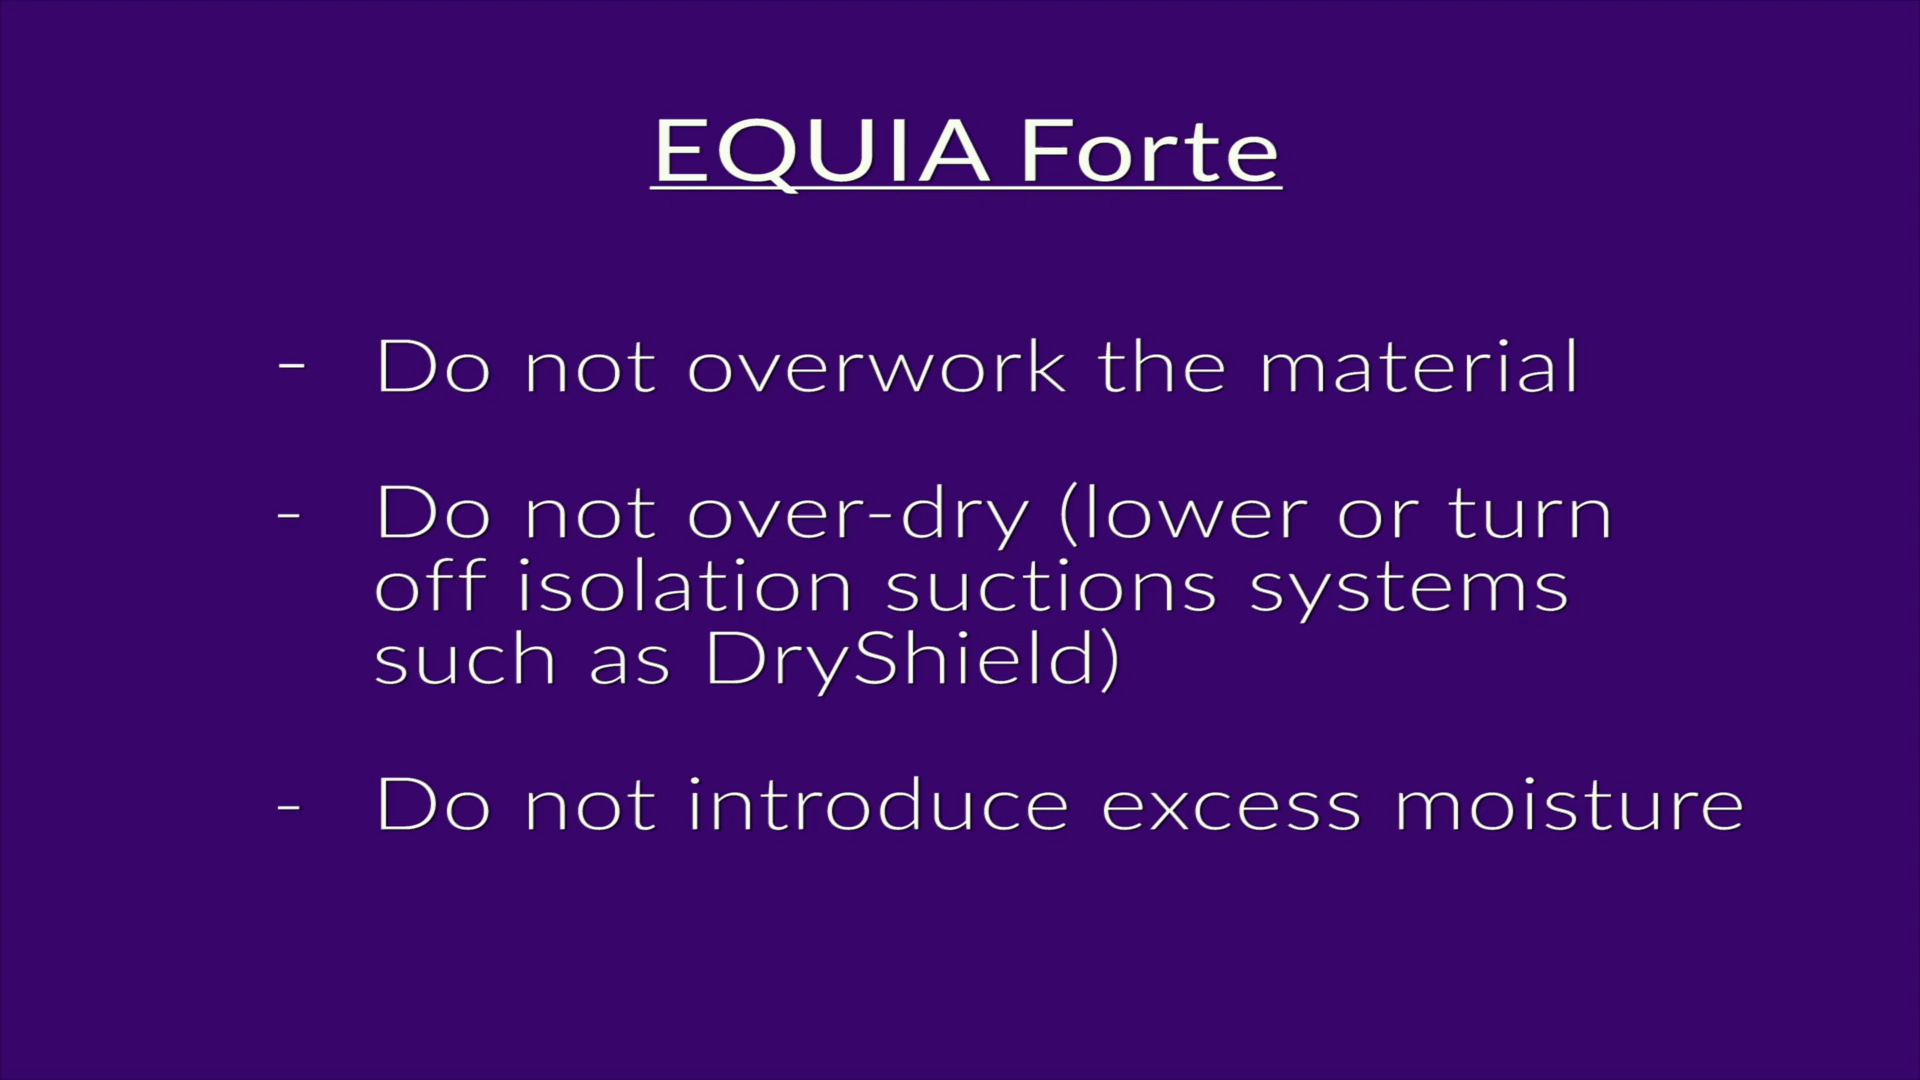 EQUIA Forte
- Do not overwork the material
- Do not over-dry (lower or turn
off isolation suctions systems
such as DryShield)
- Do not introduce excess moisture